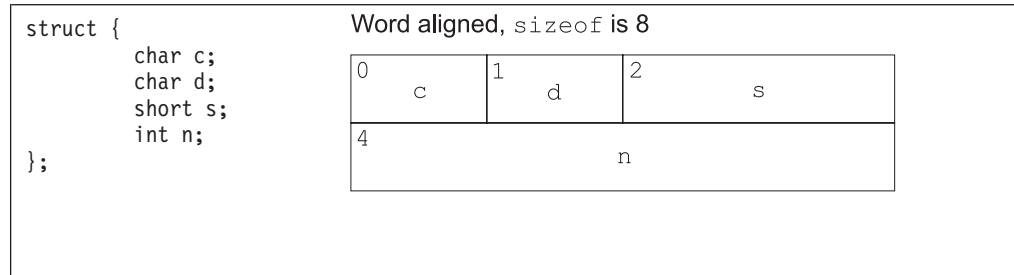 struct {
char c;
char d;
short s;
int n;
};
Word aligned, sizeof is 8
0
c
1
d
2
s
4
n